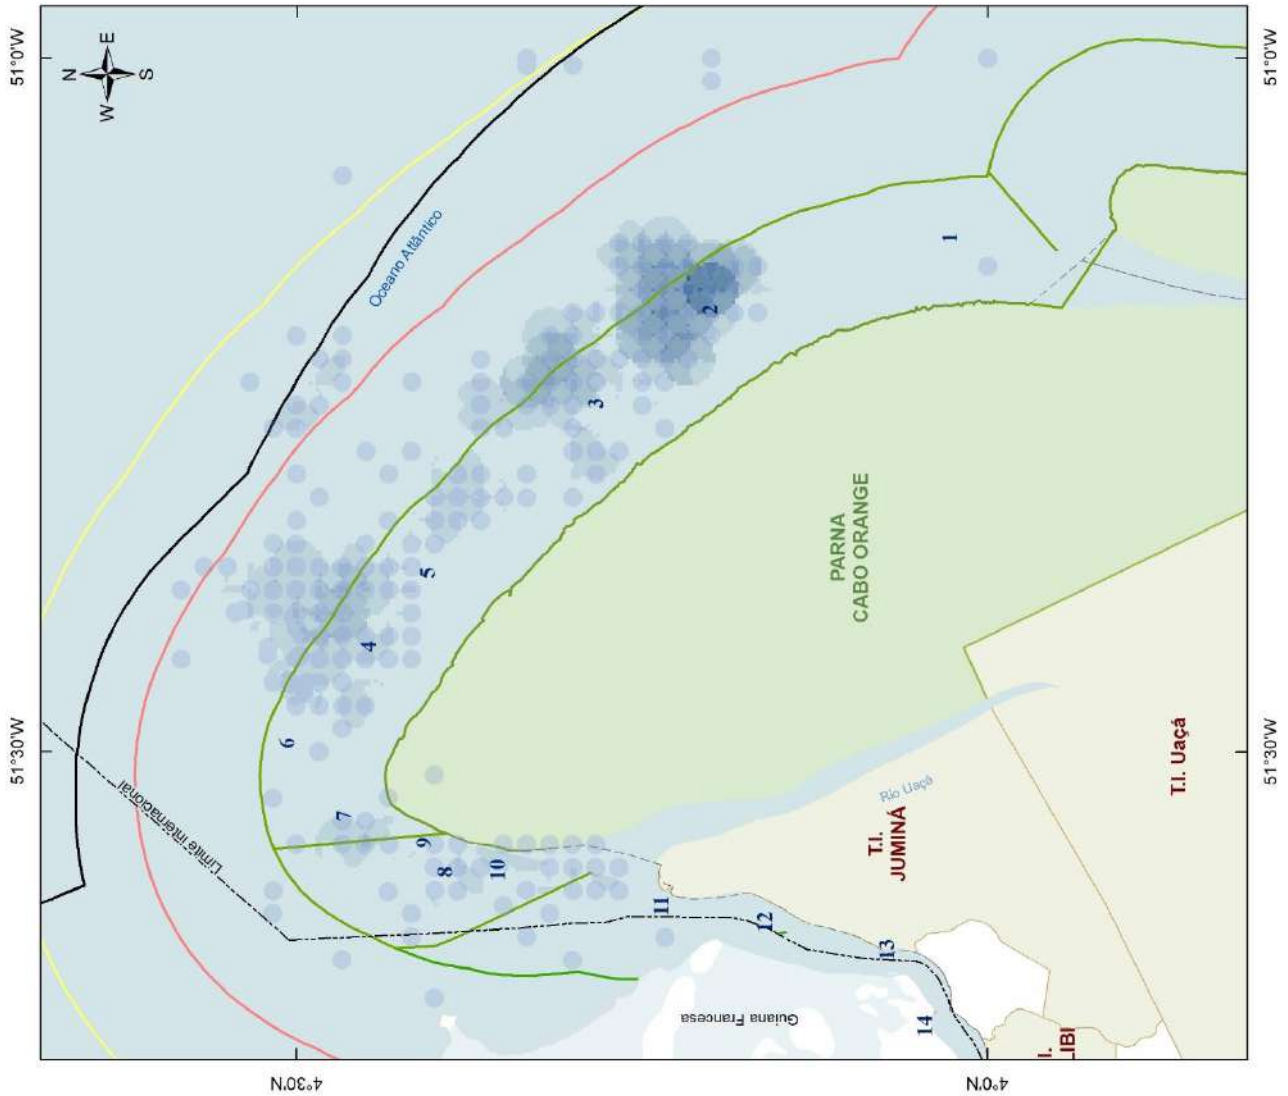 51°30'W
51°0'W
N
W E
S
Limite internacional
Oceano Atlântico
4°30'N
6
7
4
5
9
8
10
3
2
11
12
1
13
14
PARNA
CABO ORANGE
Guiana Francesa
Rio Uaçá
T.I.
JUMINÁ
T.I. Uaçá
I.
LIBI
4°0'N
51°30'W
51°0'W